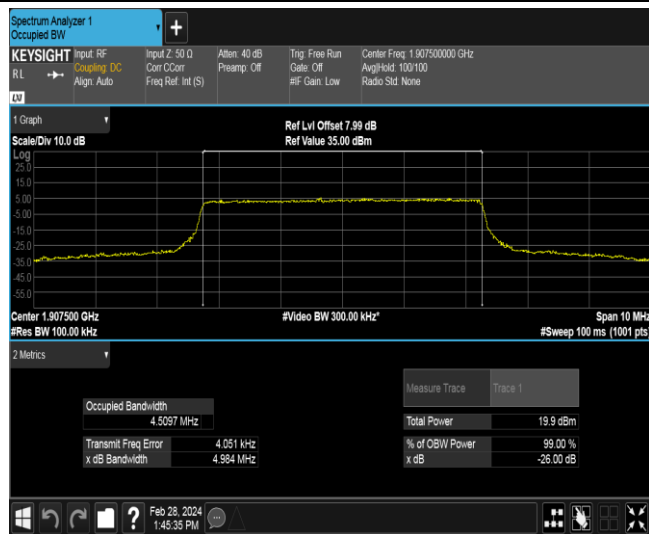 Spectrum Analyzer 1
Occupied BW
+
KEYSIGHT Input: RF Input Z: 50 Ω Atten: 40 dB Trig: Free Run Center Freq: 1.907500000 GHz
RL Coupling: DC Corr CCorr Preamp: Off Gate: Off Avg|Hold: 100/100
Align: Auto Freq Ref: Int (S) #IF Gain: Low Radio Std: None
LXI
1 Graph
Scale/Div 10.0 dB
Ref Lvl Offset 7.99 dB
Ref Value 35.00 dBm
Log
25.0
15.0
5.00
-5.00
-15.0
-25.0
-35.0
-45.0
-55.0
Center 1.907500 GHz #Video BW 300.00 kHz* Span 10 MHz
#Res BW 100.00 kHz #Sweep 100 ms (1001 pts)
2 Metrics
Measure Trace Trace 1
Occupied Bandwidth
4.5097 MHz
Total Power 19.9 dBm
Transmit Freq Error 4.051 kHz % of OBW Power 99.00 %
x dB Bandwidth 4.984 MHz x dB -26.00 dB
?
Feb 28, 2024
1:45:35 PM